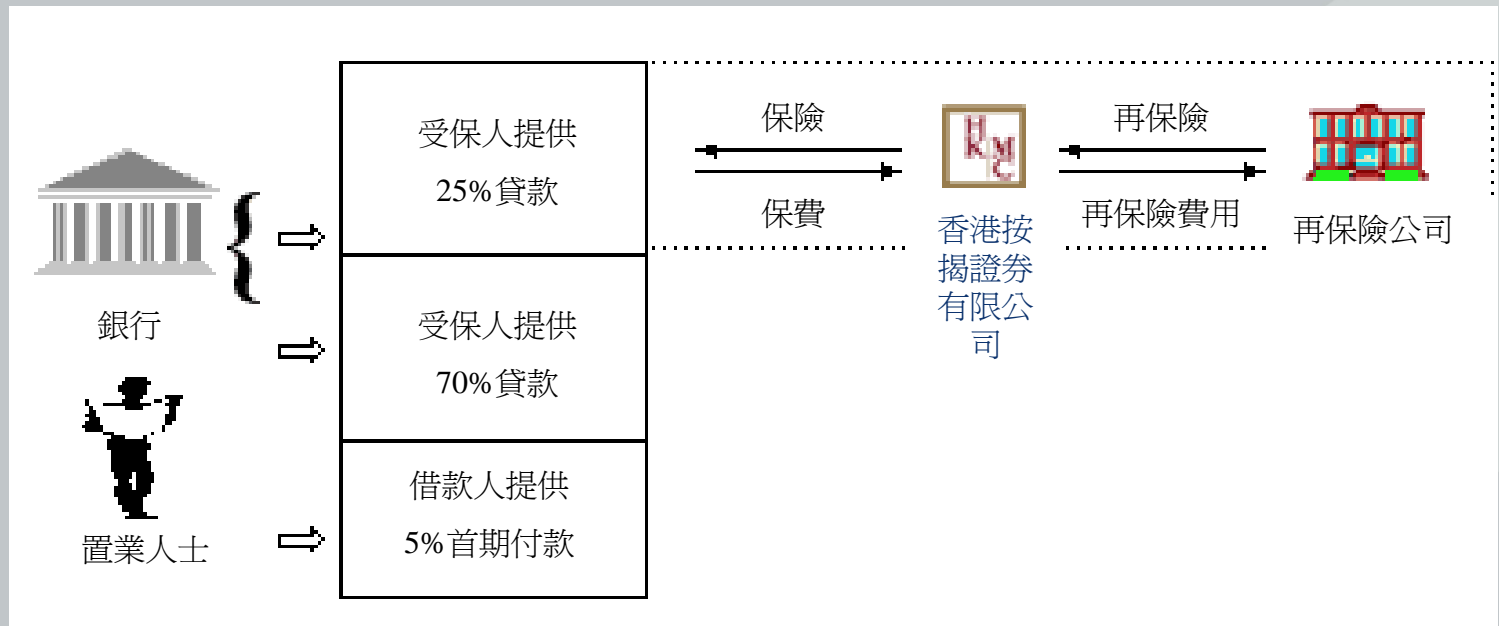 銀行
置業人士
受保人提供
25%貸款
受保人提供
70%貸款
借款人提供
5%首期付款
保險
保費
HKMC
香港按
揭證券
有限公
司
再保險
再保險費用
再保險公司